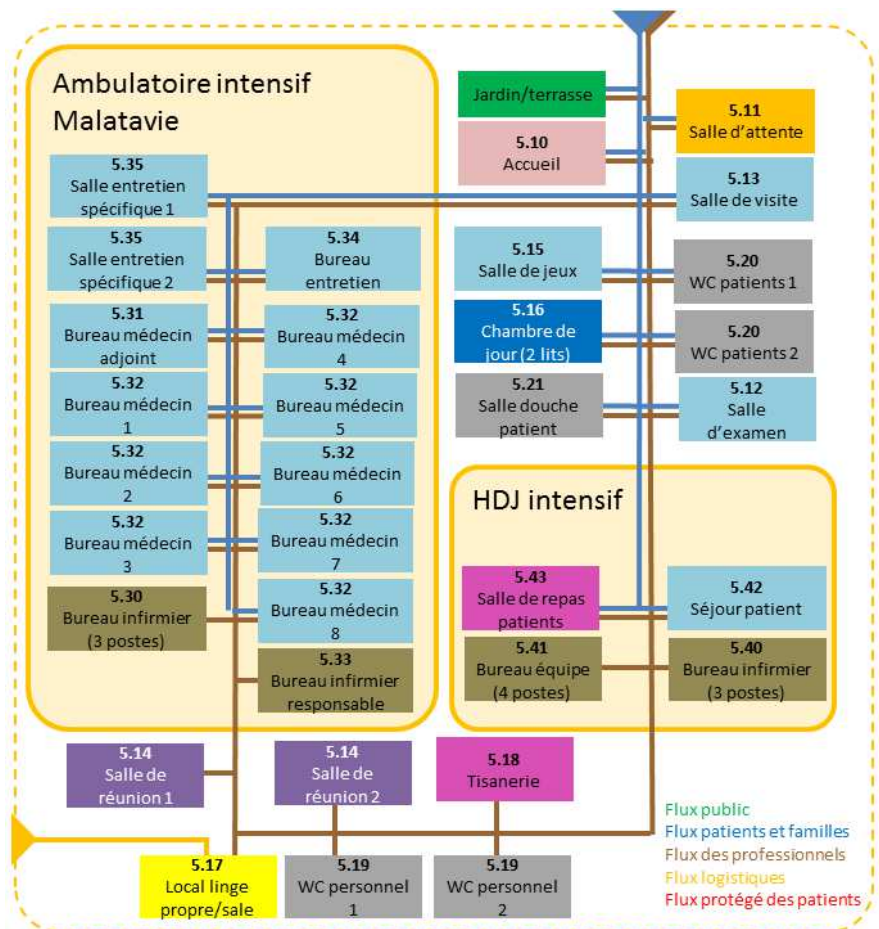 Ambulatoire intensif
Malatavie
5.35
Salle entretien
spécifique 1
5.35
Salle entretien
spécifique 2
5.34
Bureau
entretien
5.31
Bureau médecin
adjoint
5.32
Bureau médecin
4
5.32
Bureau médecin
1
5.32
Bureau médecin
5
5.32
Bureau médecin
2
5.32
Bureau médecin
6
5.32
Bureau médecin
3
5.32
Bureau médecin
7
5.30
Bureau infirmier
(3 postes)
5.32
Bureau médecin
8
5.33
Bureau infirmier
responsable
Jardin/terrasse
5.11
Salle d'attente
5.10
Accueil
5.13
Salle de visite
5.15
Salle de jeux
5.20
WC patients 1
5.16
Chambre de
jour (2 lits)
5.20
WC patients 2
5.21
Salle douche
patient
5.12
Salle
d'examen
HDJ intensif
5.43
Salle de repas
patients
5.42
Séjour patient
5.41
Bureau équipe
(4 postes)
5.40
Bureau infirmier
(3 postes)
5.14
Salle de
réunion 1
5.14
Salle de
réunion 2
5.18
Tisanerie
5.17
Local linge
propre/sale
5.19
WC personnel
1
5.19
WC personnel
2
Flux public
Flux patients et familles
Flux des professionnels
Flux logistiques
Flux protégé des patients